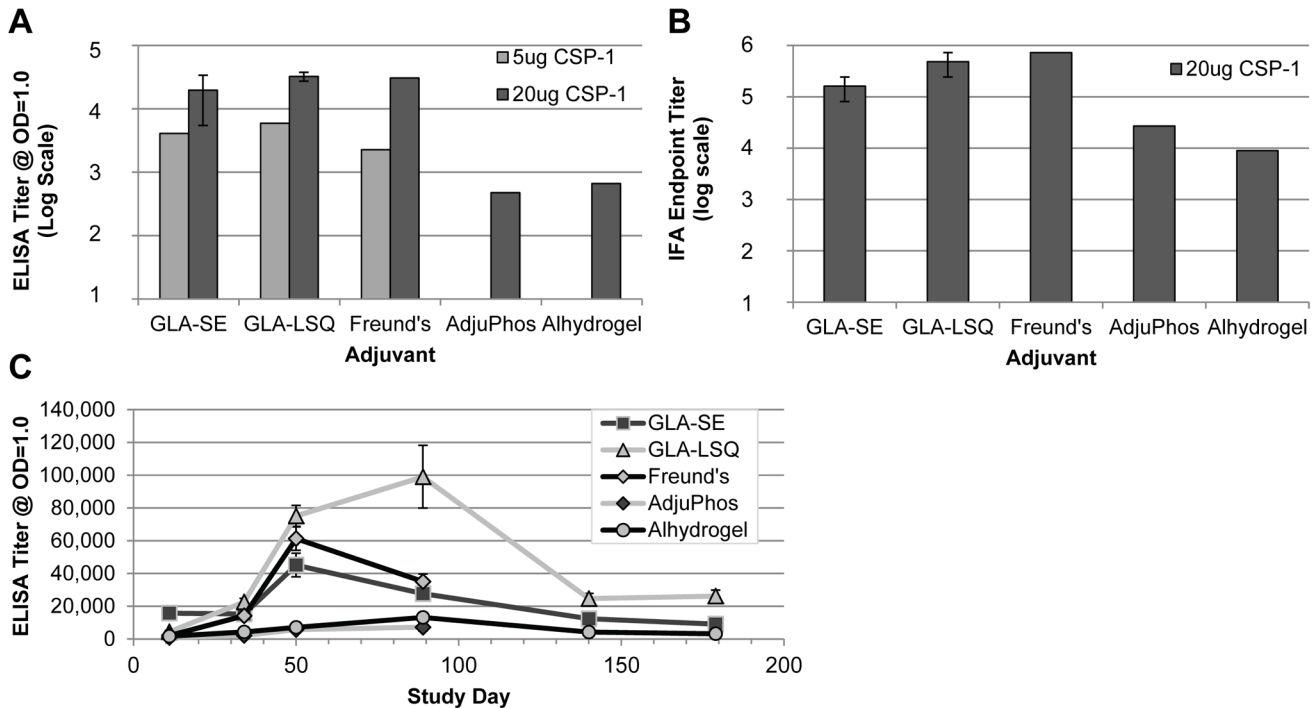 A
ELISA Titer @ OD=1.0
(Log Scale)
5
4
3
2
1
5ug CSP-1
20ug CSP-1
GLA-SE GLA-LSQ Freund's AdjuPhos Alhydrogel
Adjuvant
B
IFA Endpoint Titer
(log scale)
6
5
4
3
2
1
20ug CSP-1
GLA-SE GLA-LSQ Freund's AdjuPhos Alhydrogel
Adjuvant
C
ELISA Titer @ OD=1.0
140,000
120,000
100,000
80,000
60,000
40,000
20,000
0
GLA-SE
GLA-LSQ
Freund's
AdjuPhos
Alhydrogel
0 50 100 150 200
Study Day